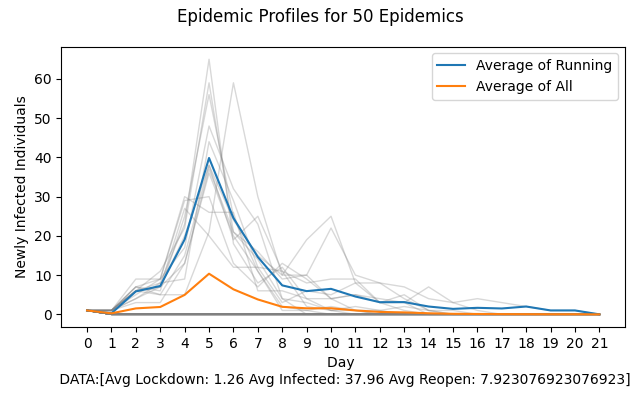 Epidemic Profiles for 50 Epidemics
Average of Running
Average of All
Newly Infected Individuals
60
50
40
30
20
10
0
0 1 2 3 4 5 6 7 8 9 10 11 12 13 14 15 16 17 18 19 20 21
Day
DATA:[Avg Lockdown: 1.26 Avg Infected: 37.96 Avg Reopen: 7.923076923076923]